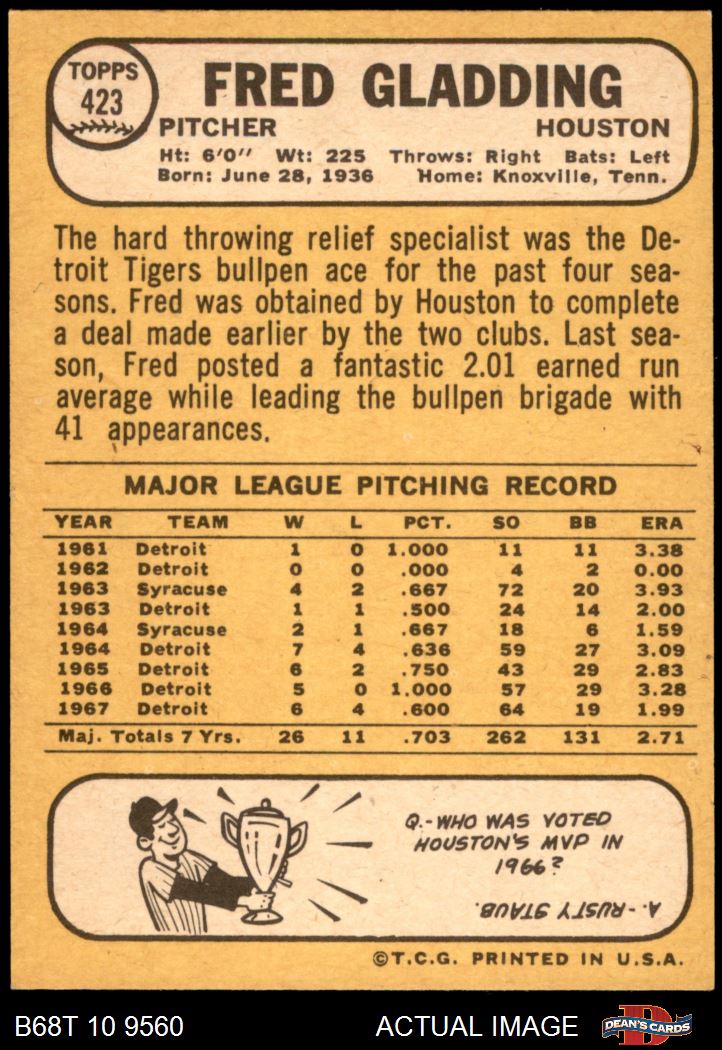 TOPPS
423
FRED GLADDING
PITCHER HOUSTON
Ht: 6'0" Wt: 225 Throws: Right Bats: Left
Born: June 28, 1936 Home: Knoxville, Tenn.
The hard throwing relief specialist was the De-
troit Tigers bullpen ace for the past four sea-
sons. Fred was obtained by Houston to complete
a deal made earlier by the two clubs. Last sea-
son, Fred posted a fantastic 2.01 earned run
average while leading the bullpen brigade with
41 appearances.
MAJOR LEAGUE PITCHING RECORD
YEAR TEAM W L PCT. SO BB ERA
1961 Detroit 1 0 1.000 11 11 3.38
1962 Detroit 0 0 .000 4 2 0.00
1963 Syracuse 4 2 .667 72 20 3.93
1963 Detroit 1 1 .500 24 14 2.00
1964 Syracuse 2 1 .667 18 6 1.59
1964 Detroit 7 4 .636 59 27 3.09
1965 Detroit 6 2 .750 43 29 2.83
1966 Detroit 5 0 1.000 57 29 3.28
1967 Detroit 6 4 .600 64 19 1.99
Maj. Totals 7 Yrs. 26 11 .703 262 131 2.71
Q.-WHO WAS VOTED
HOUSTON'S MVP IN
1966?
A.-RUSTY STAUB.
©T.C.G. PRINTED IN U.S.A.
B68T 10 9560 ACTUAL IMAGE D DEAN'S CARDS